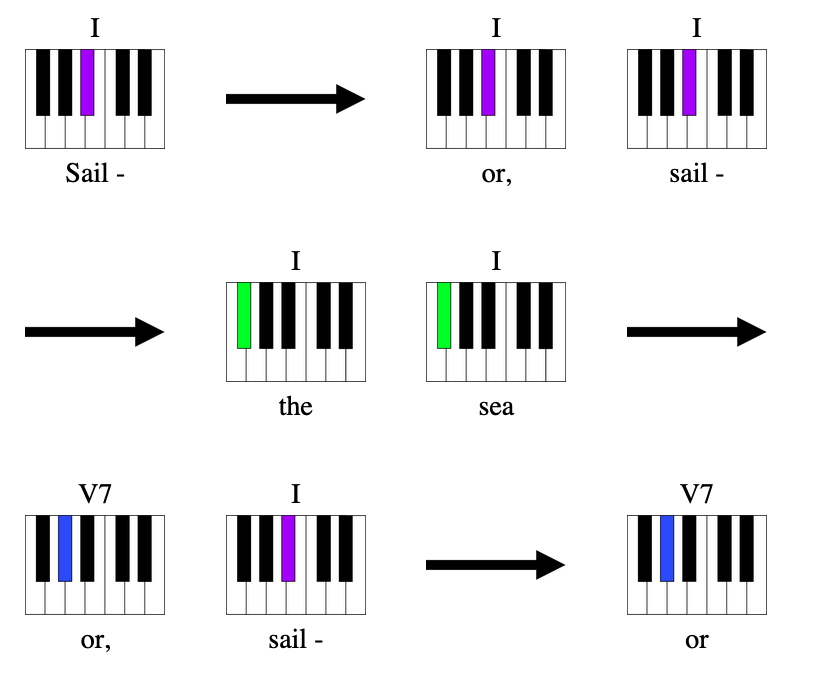 I I I
Sail - or, sail -
I I
the sea
V7 I V7
or, sail - or